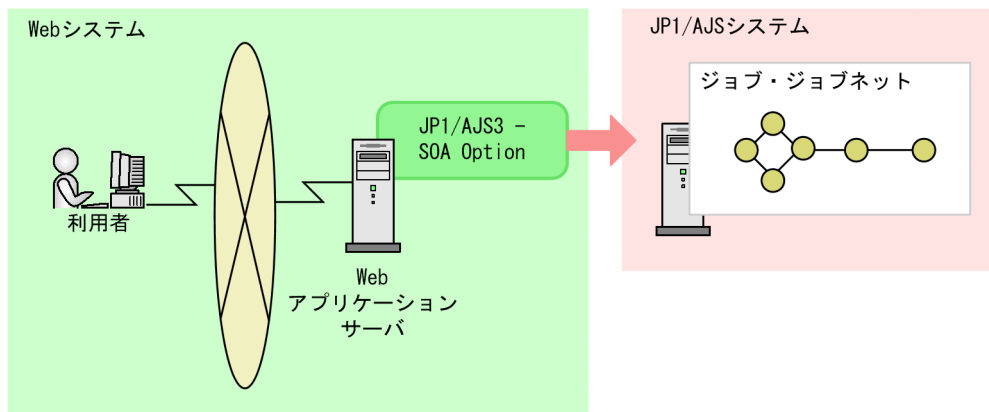 Webシステム
JP1/AJS3 -
SOA Option
利用者
Web
アプリケーション
サーバ
JP1/AJSシステム
ジョブ・ジョブネット